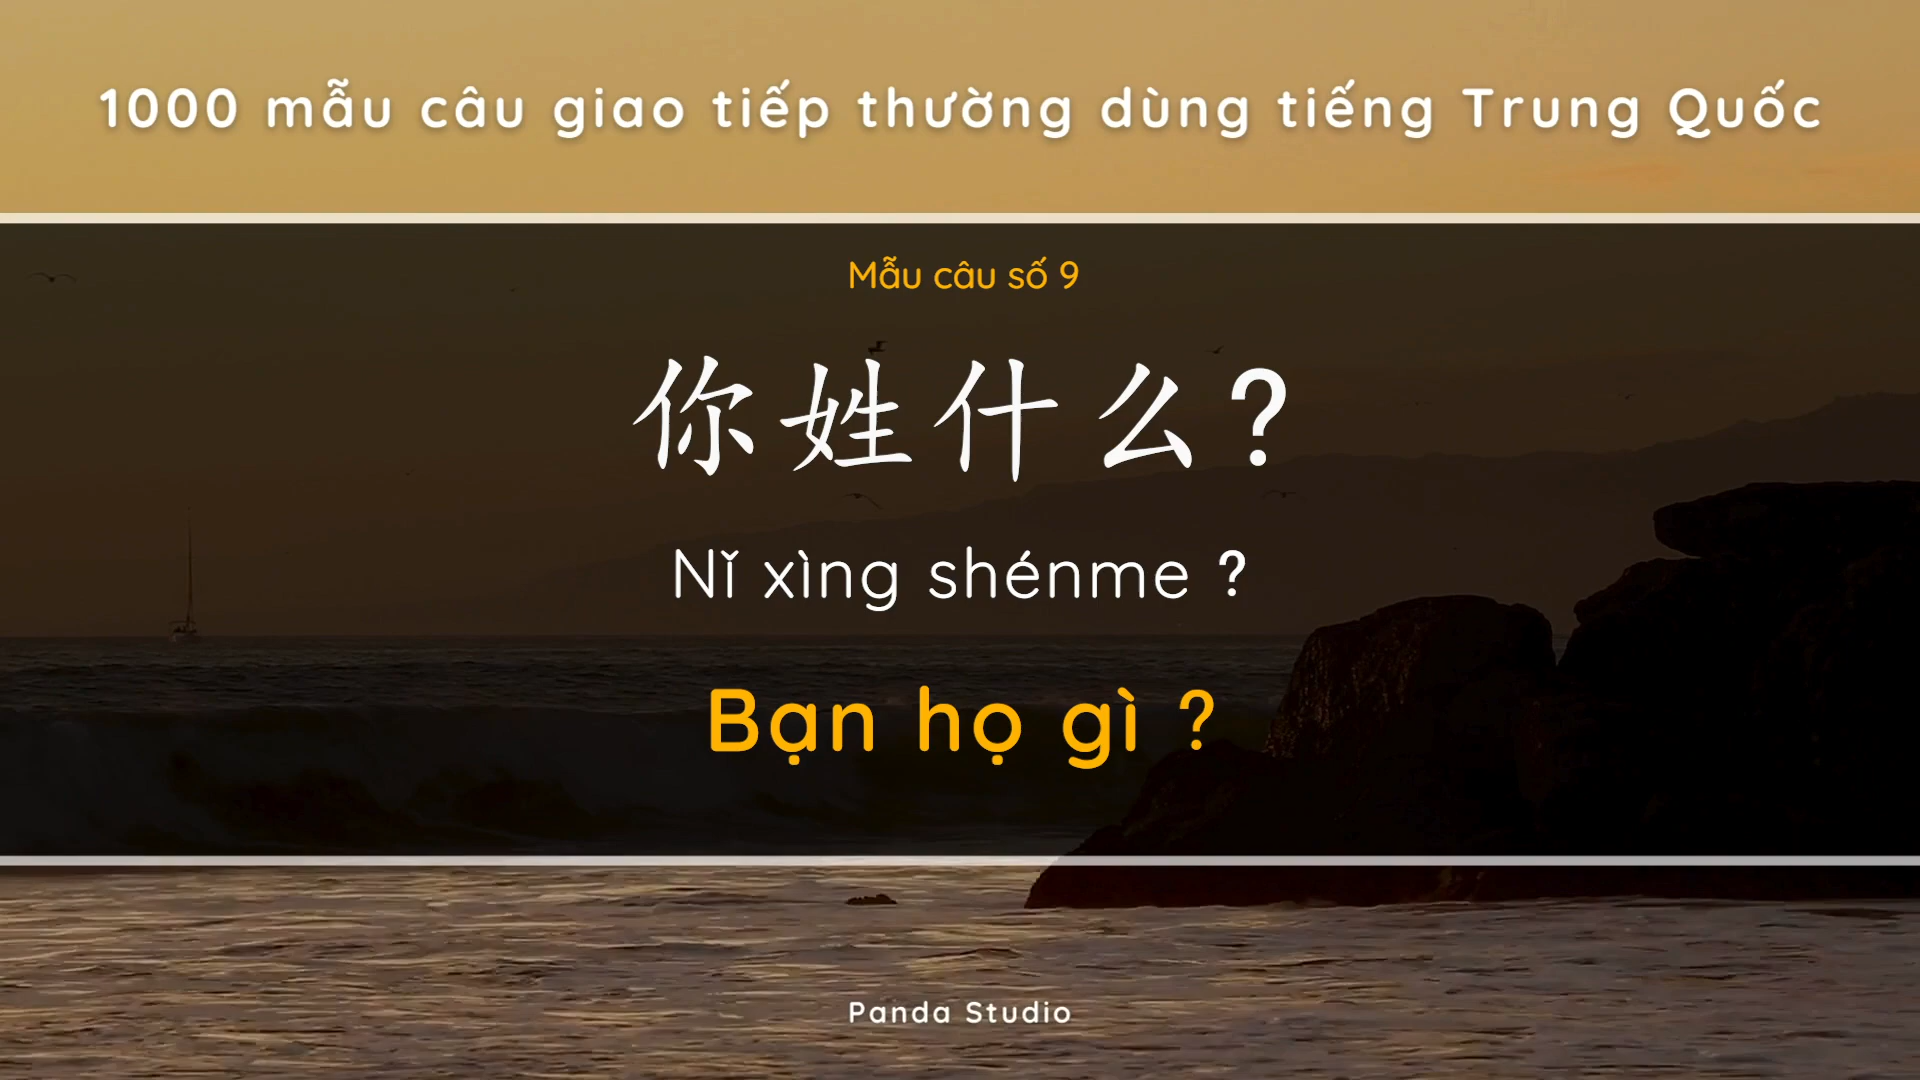 1000 mẫu câu giao tiếp thường dùng tiếng Trung Quốc
Mẫu câu số 9
你姓什么?
Nǐ xìng shénme ?
Bạn họ gì ?
Panda Studio